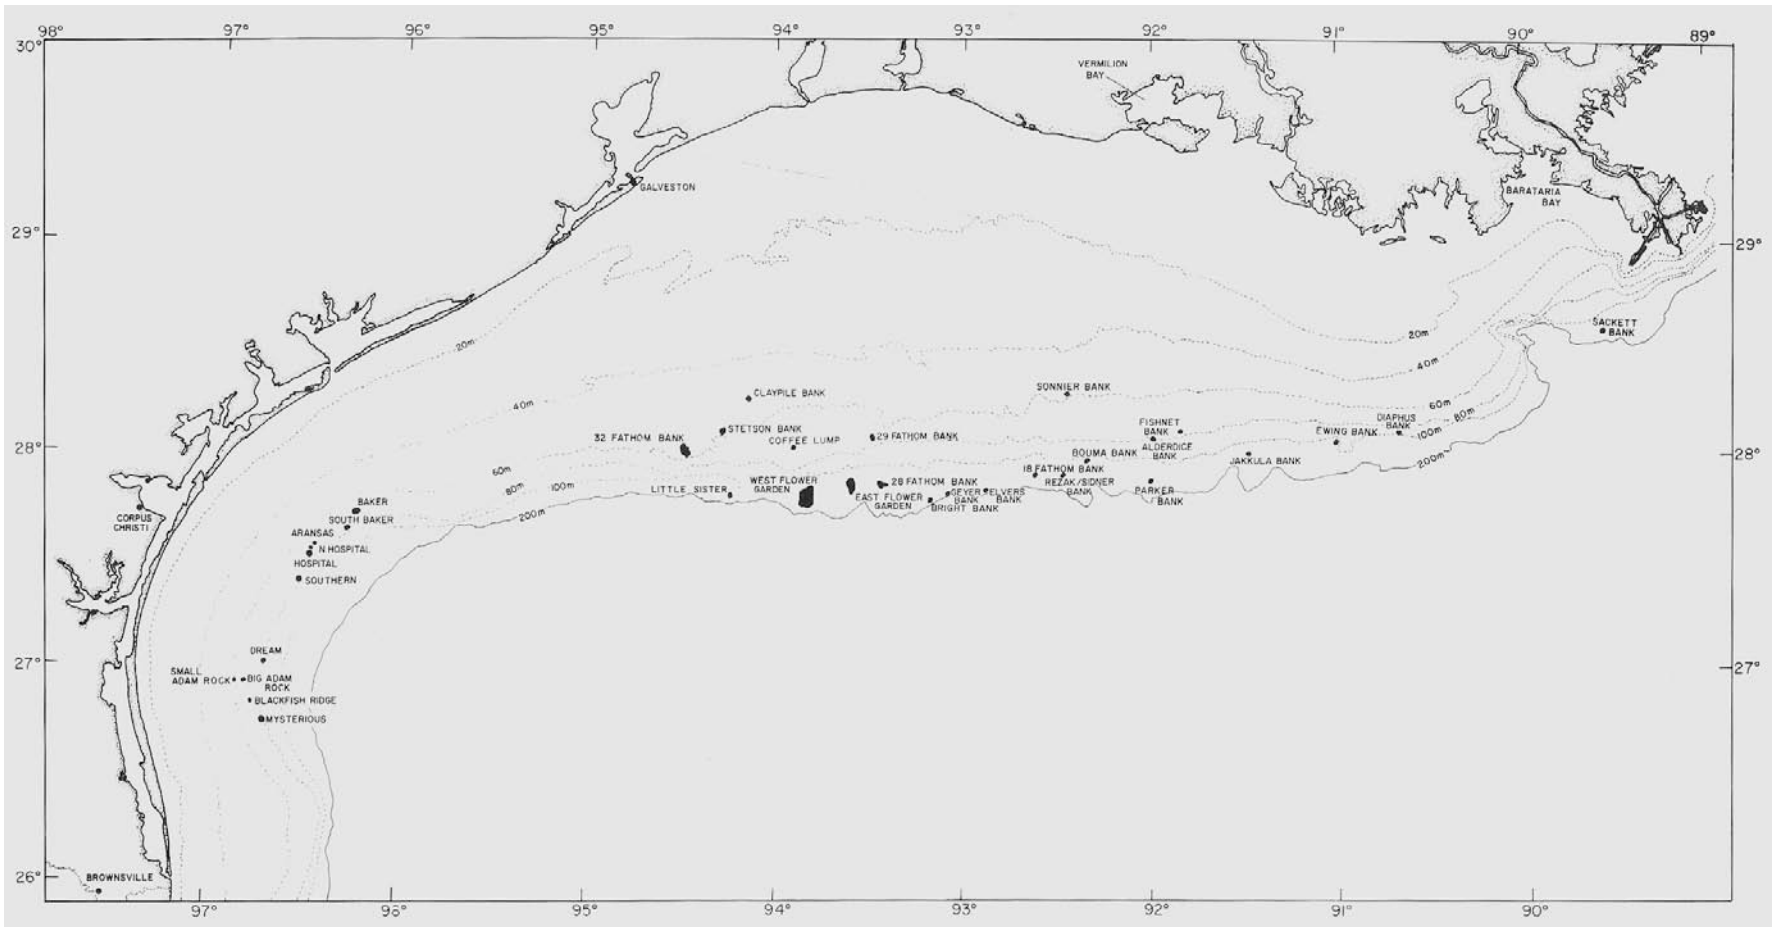 98°
97°
96°
95°
94°
93°
92°
91°
90°
89°
30°
VERMILION
BAY
GALVESTON
BARATARIA
BAY
29°
29°
20m
20m
SACKETT
BANK
40m
40m
CLAYPILE BANK
SONNIER BANK
60m
80m
STETSON BANK
FISHNET
BANK
DIAPHUS
BANK
32 FATHOM BANK
COFFEE LUMP
29 FATHOM BANK
EWING BANK
100m
28°
28°
ALDERDICE
BANK
BOUMA BANK
JAKKULA BANK
200m
60m
18 FATHOM BANK
80m
100m
LITTLE SISTER
WEST FLOWER
GARDEN
28 FATHOM BANK
REZAK/SIDNER
BANK
PARKER
BANK
EAST FLOWER
GARDEN
GEYER
BANK
ELVERS
BANK
BRIGHT BANK
200m
BAKER
SOUTH BAKER
CORPUS
CHRISTI
ARANSAS
N HOSPITAL
HOSPITAL
SOUTHERN
DREAM
27°
27°
SMALL
ADAM ROCK
BIG ADAM
ROCK
BLACKFISH RIDGE
MYSTERIOUS
26°
BROWNSVILLE
97°
96°
95°
94°
93°
92°
91°
90°